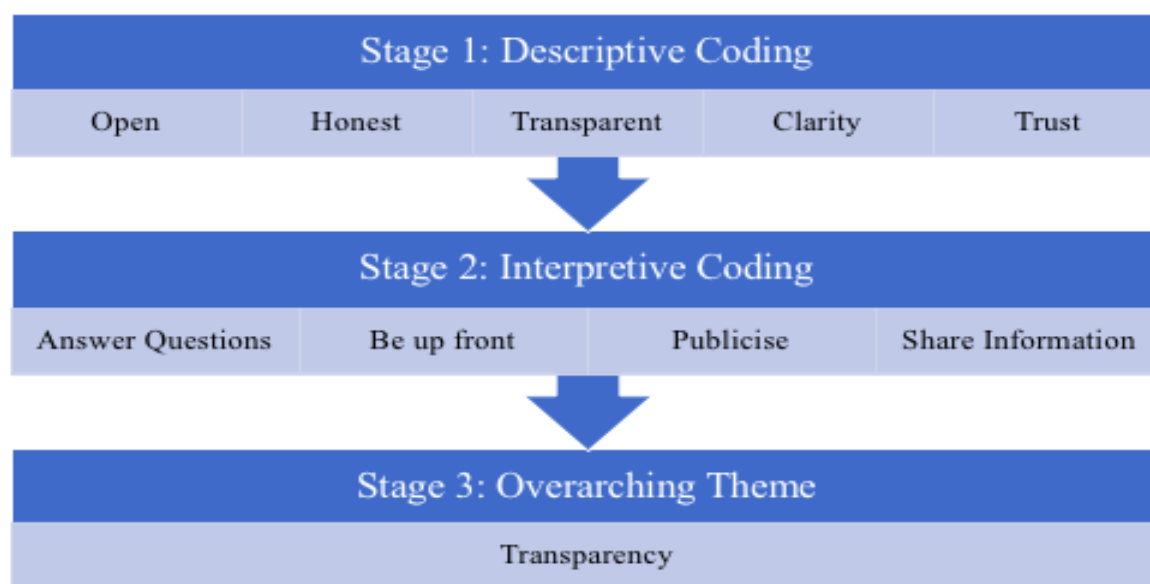 Stage 1: Descriptive Coding
Open Honest Transparent Clarity Trust
Stage 2: Interpretive Coding
Answer Questions Be up front Publicise Share Information
Stage 3: Overarching Theme
Transparency